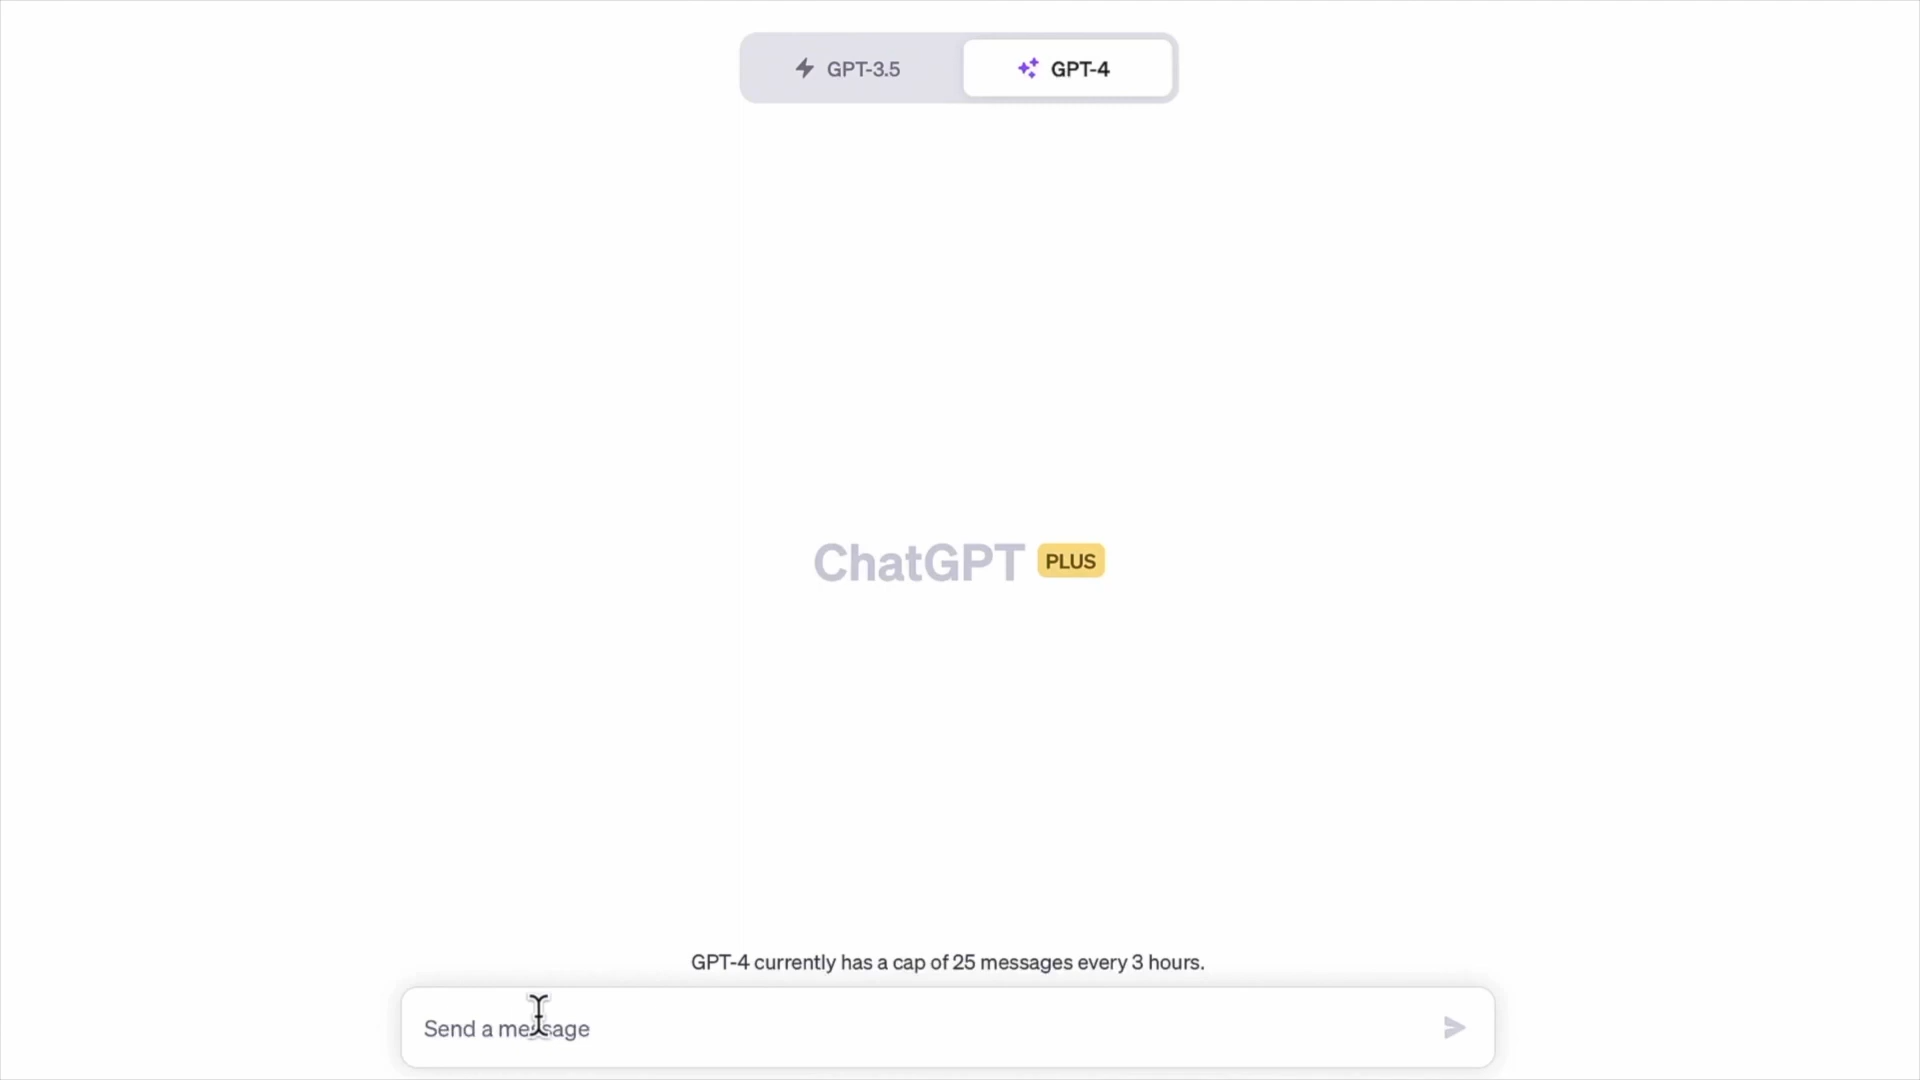 GPT-3.5
GPT-4
ChatGPT PLUS
GPT-4 currently has a cap of 25 messages every 3 hours.
Send a message